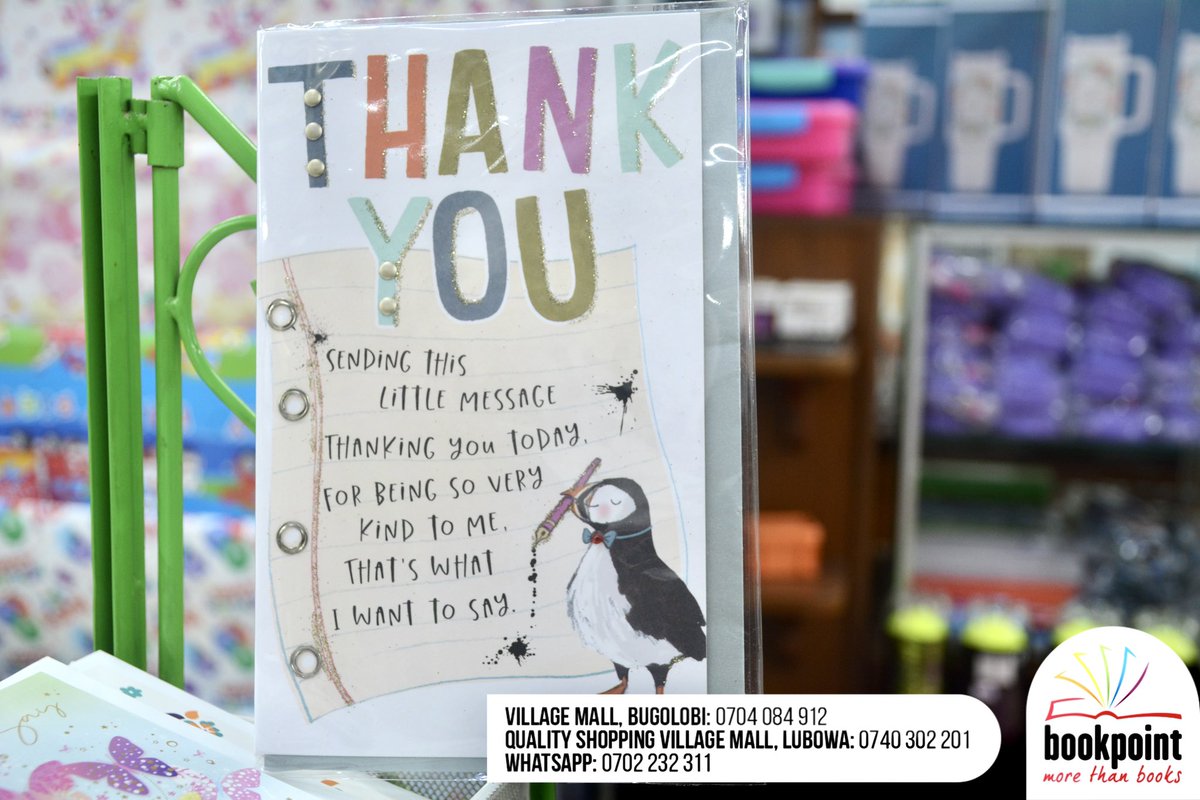 THANK
YOU
SENDING THIS
LITTLE MESSAGE
THANKING YOU TODAY,
FOR BEING SO VERY
KIND TO ME,
THAT'S WHAT
I WANT TO SAY.
VILLAGE MALL, BUGOLOBI: 0704 084 912
QUALITY SHOPPING VILLAGE MALL, LUBOWA: 0740 302 201
WHATSAPP: 0702 232 311
bookpoint
more than books